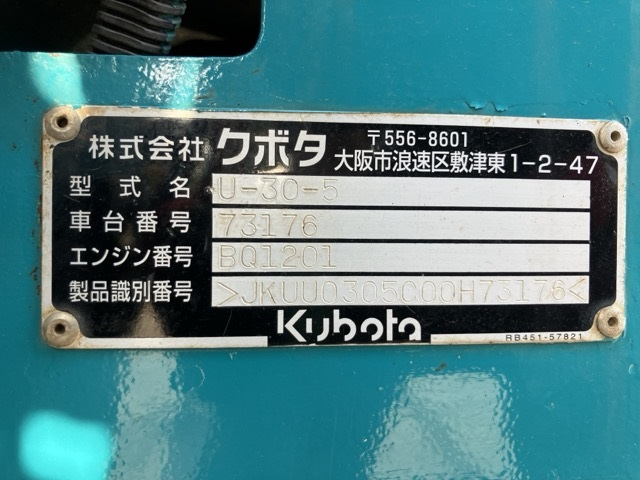 株式会社 クボタ 〒556-8601
大阪市浪速区敷津東1-2-47
型式名 U-30-5
車台番号 73176
エンジン番号 BQ1201
製品識別番号 >JKUU0305C00H73176<
Kubota
RB451-57821